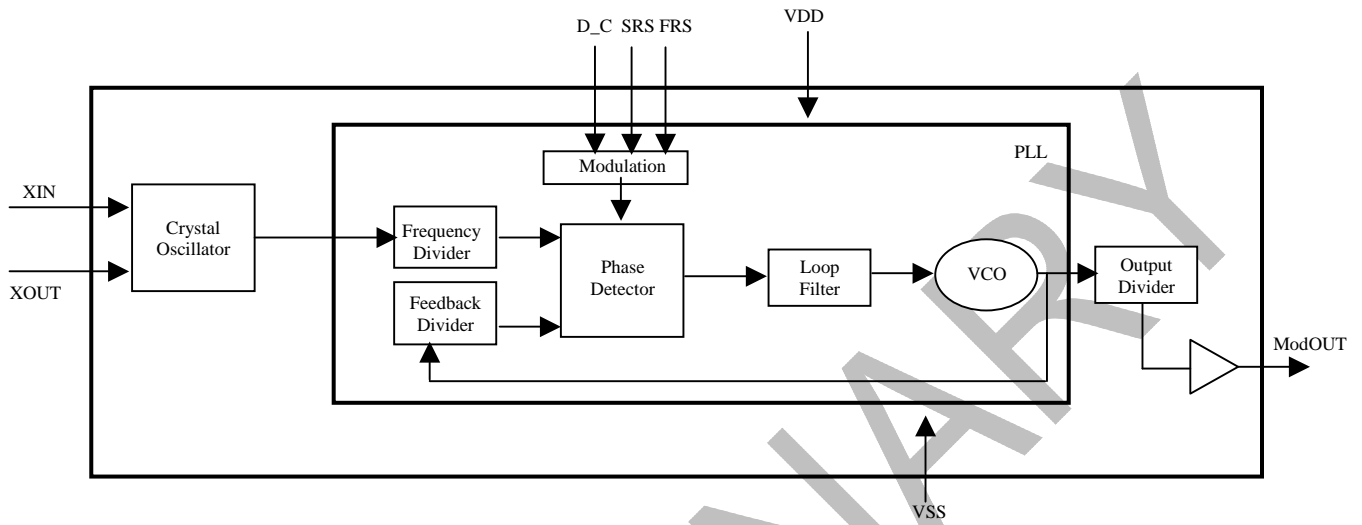 D_C SRS FRS
VDD
PLL
Modulation
XIN
Crystal
Oscillator
XOUT
Frequency
Divider
Feedback
Divider
Phase
Detector
Loop
Filter
VCO
Output
Divider
ModOUT
VSS
NARY